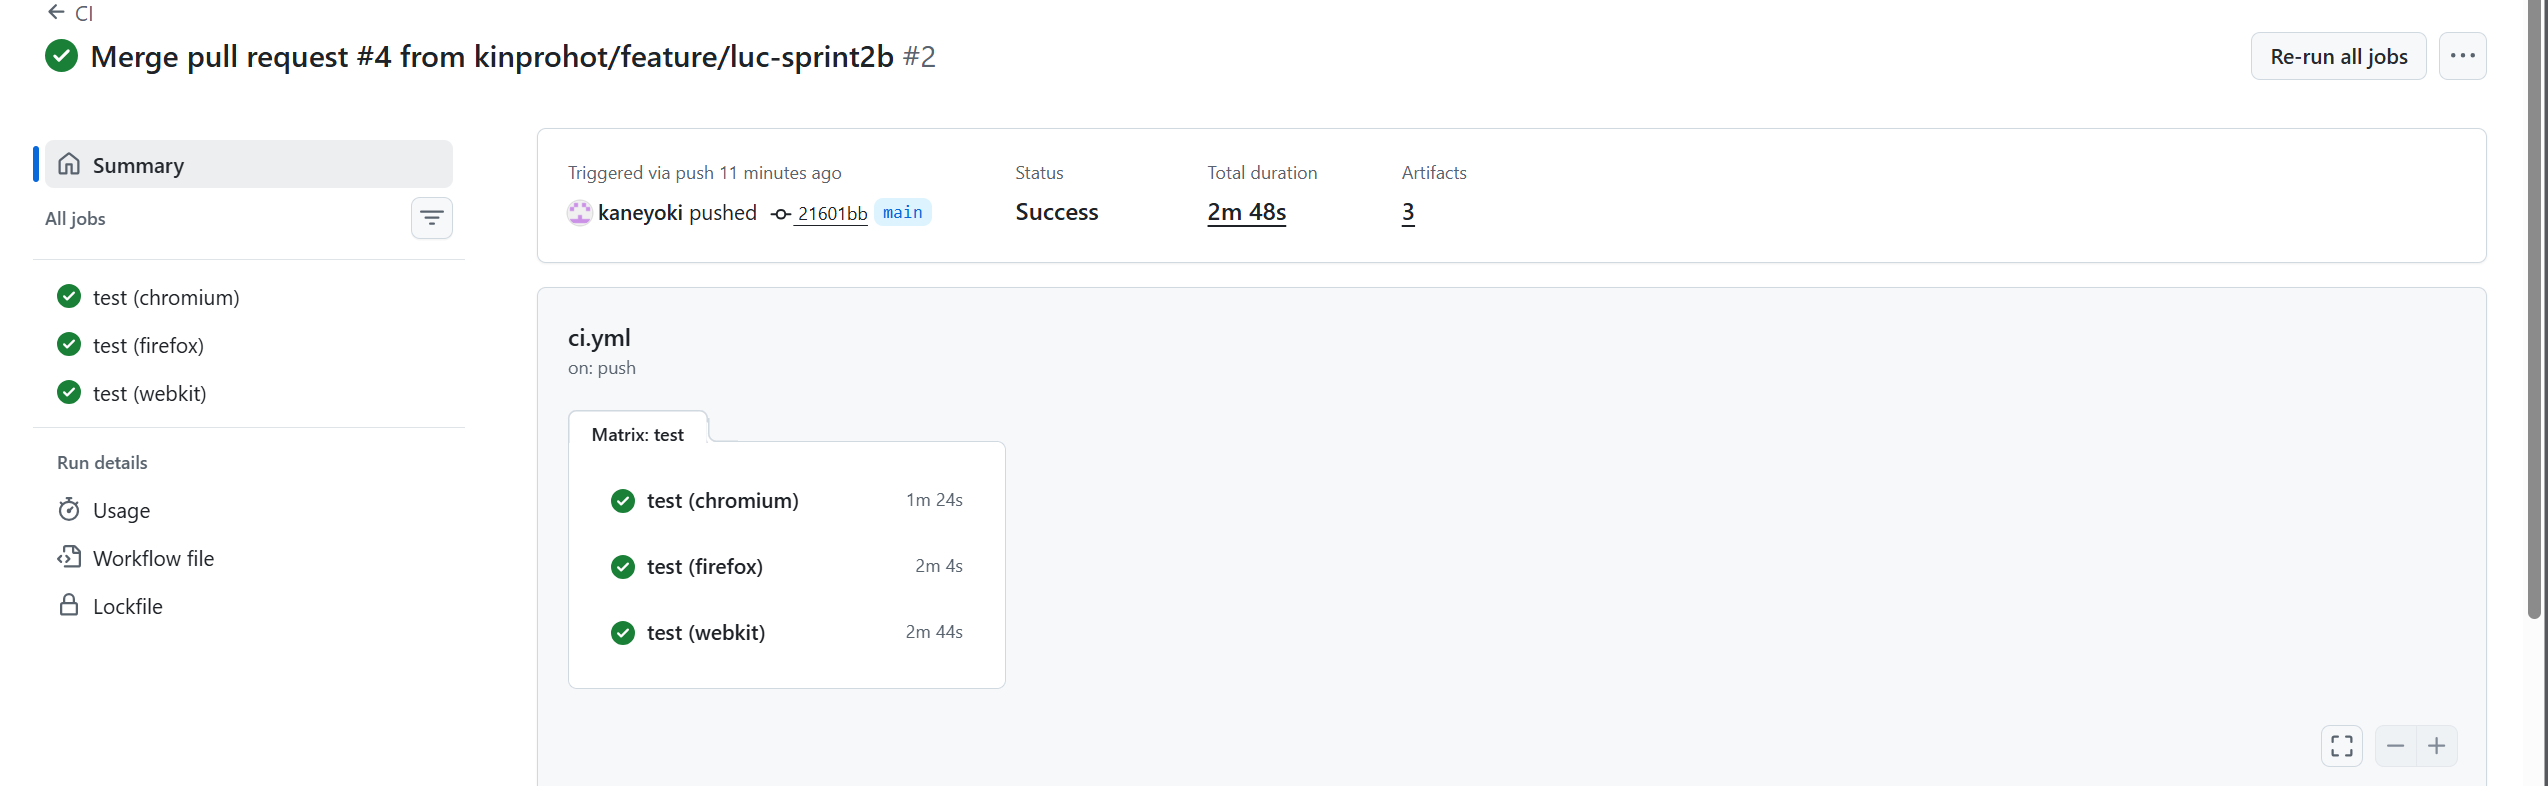 CI
Merge pull request #4 from kinprohot/feature/luc-sprint2b #2
Re-run all jobs
Summary
All jobs
test (chromium)
test (firefox)
test (webkit)
Run details
Usage
Workflow file
Lockfile
Triggered via push 11 minutes ago
kaneyoki pushed 21601bb main
Status
Success
Total duration
2m 48s
Artifacts
3
ci.yml
on: push
Matrix: test
test (chromium) 1m 24s
test (firefox) 2m 4s
test (webkit) 2m 44s